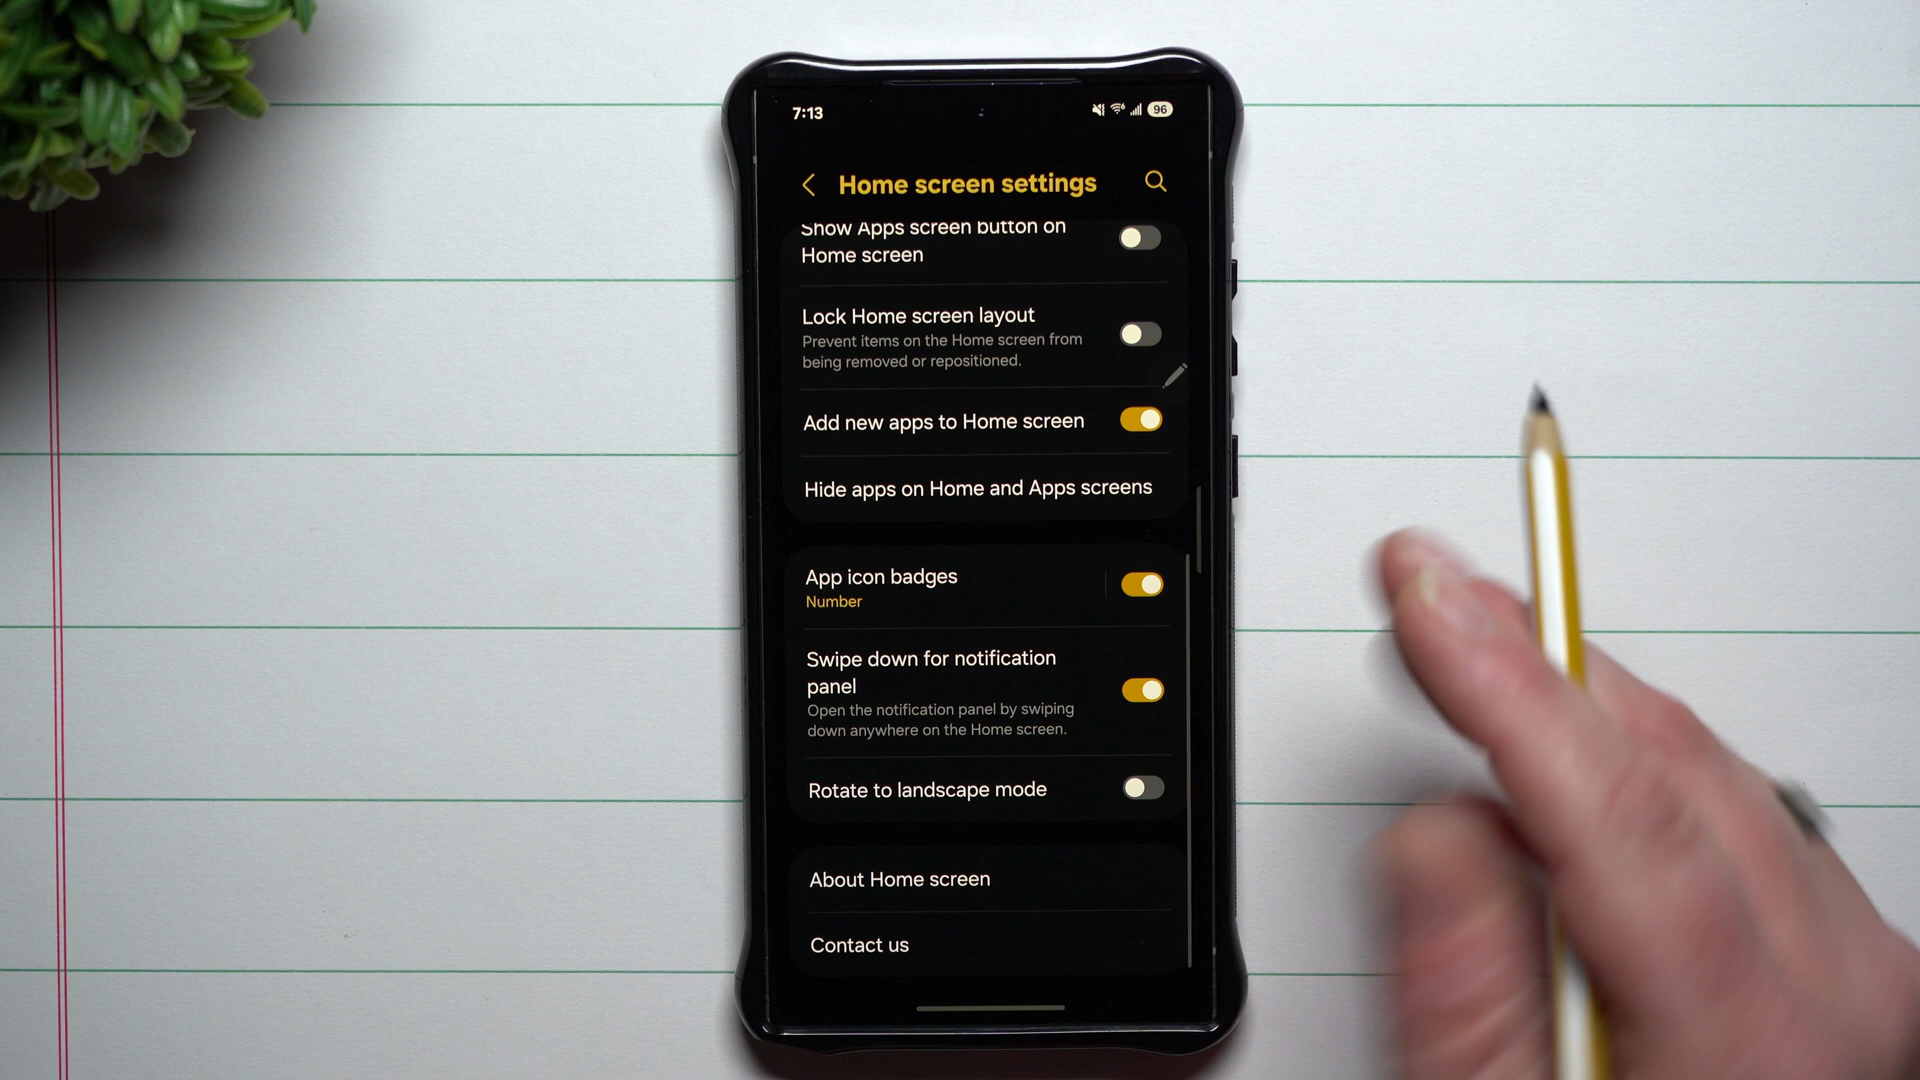 7:13
96
Home screen settings
Show Apps screen button on
Home screen
Lock Home screen layout
Prevent items on the Home screen from
being removed or repositioned.
Add new apps to Home screen
Hide apps on Home and Apps screens
App icon badges
Number
Swipe down for notification
panel
Open the notification panel by swiping
down anywhere on the Home screen.
Rotate to landscape mode
About Home screen
Contact us